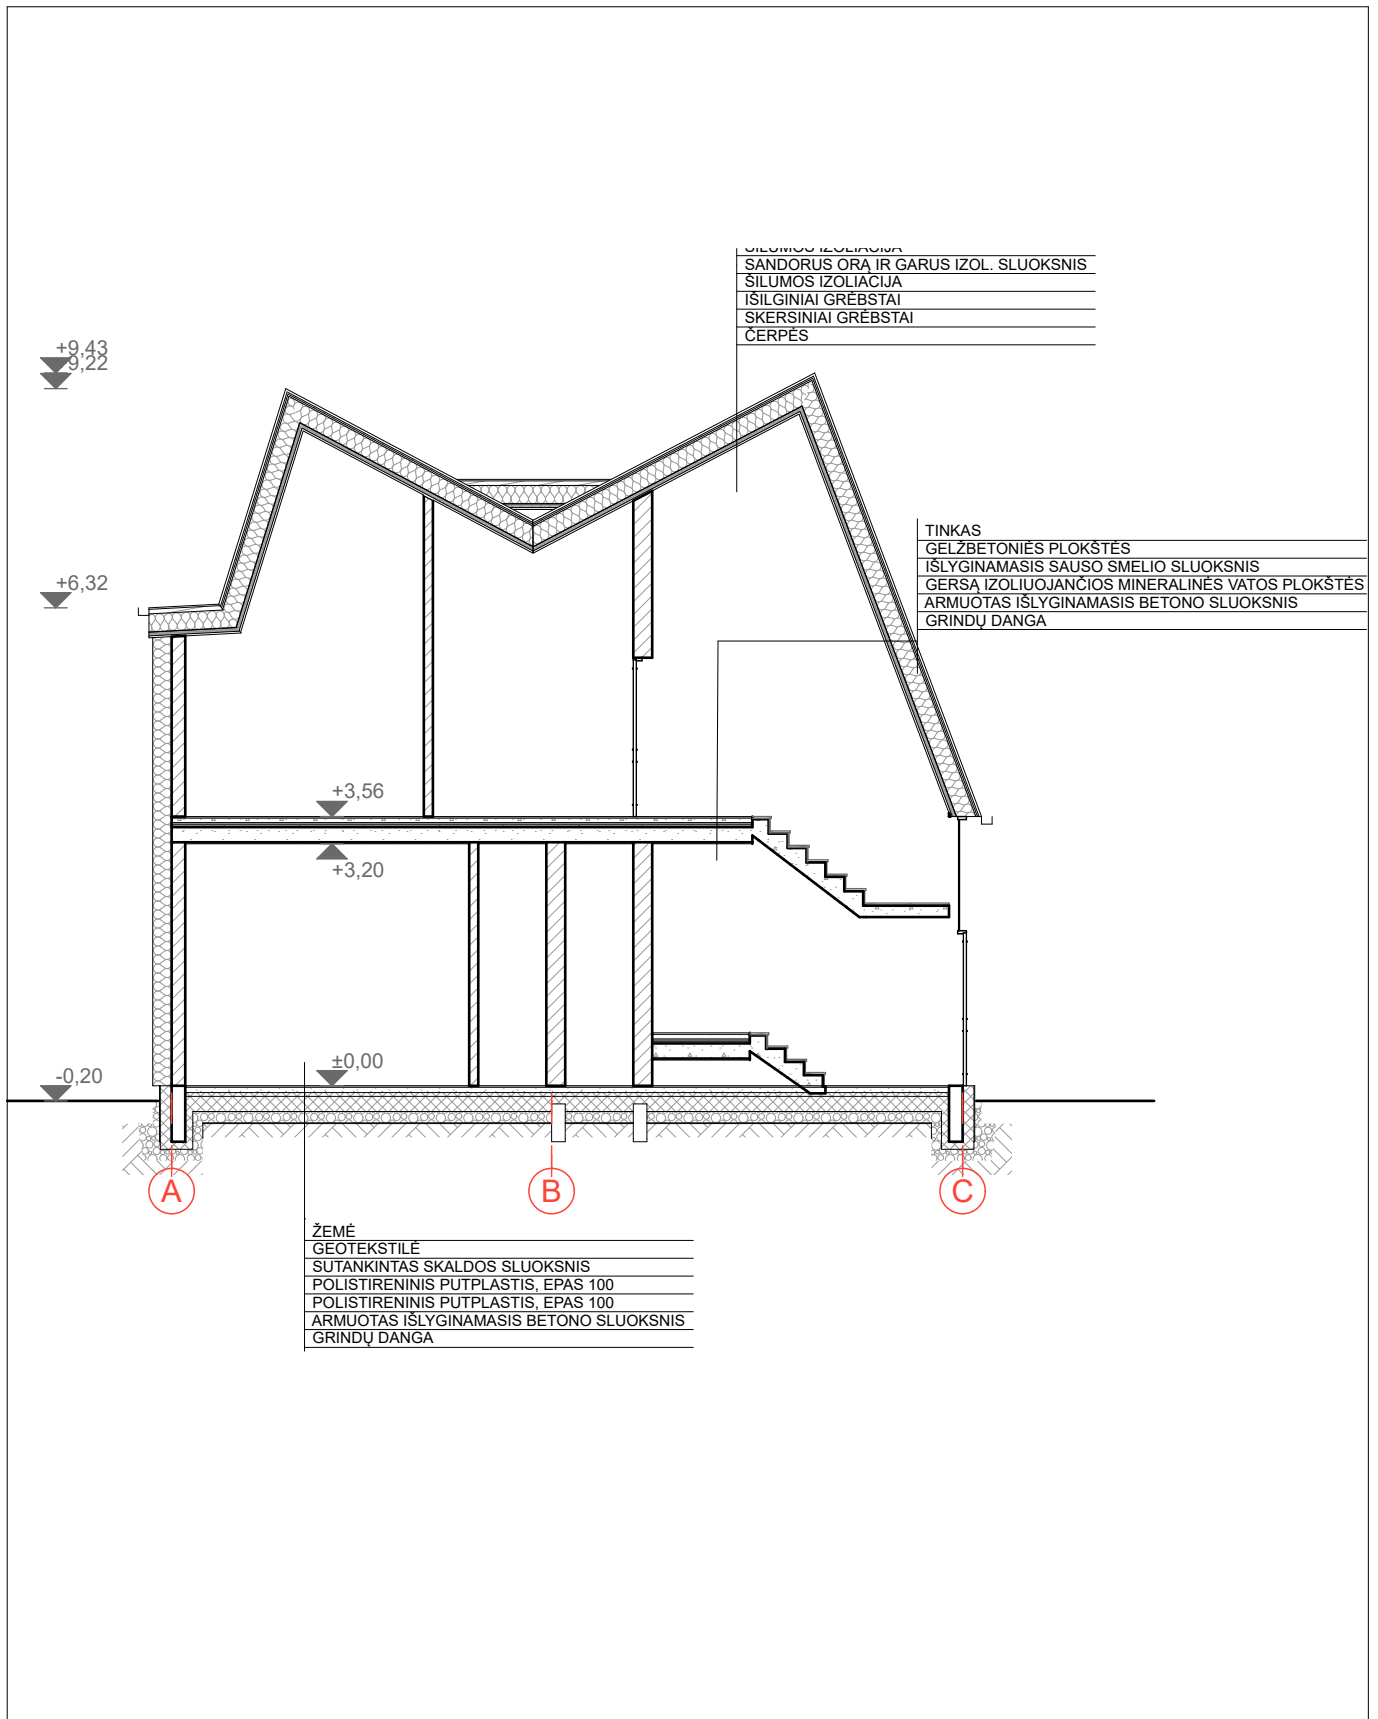 ŠILUMOS IZOLIACIJA
SANDORUS ORĄ IR GARUS IZOL. SLUOKSNIS
ŠILUMOS IZOLIACIJA
IŠILGINIAI GRĖBSTAI
SKERSINIAI GRĖBSTAI
ČERPĖS
+9,43
9,22
TINKAS
GELŽBETONIĖS PLOKŠTĖS
IŠLYGINAMASIS SAUSO SMELIO SLUOKSNIS
GERSĄ IZOLIUOJANČIOS MINERALINĖS VATOS PLOKŠTĖS
ARMUOTAS IŠLYGINAMASIS BETONO SLUOKSNIS
GRINDŲ DANGA
+6,32
+3,56
+3,20
±0,00
-0,20
A
B
C
ŽEMĖ
GEOTEKSTILĖ
SUTANKINTAS SKALDOS SLUOKSNIS
POLISTIRENINIS PUTPLASTIS, EPAS 100
POLISTIRENINIS PUTPLASTIS, EPAS 100
ARMUOTAS IŠLYGINAMASIS BETONO SLUOKSNIS
GRINDŲ DANGA